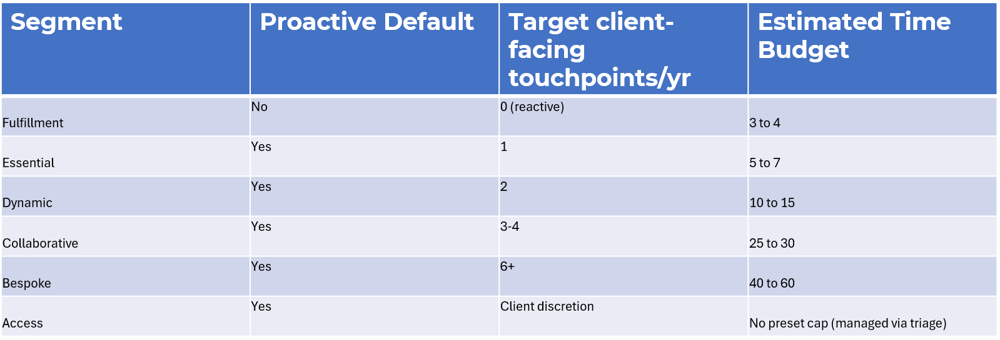 Segment
Proactive Default
Target client-
facing
touchpoints/yr
Estimated Time
Budget
Fulfillment
No
0 (reactive)
3 to 4
Essential
Yes
1
5 to 7
Dynamic
Yes
2
10 to 15
Collaborative
Yes
3-4
25 to 30
Bespoke
Yes
6+
40 to 60
Access
Yes
Client discretion
No preset cap (managed via triage)